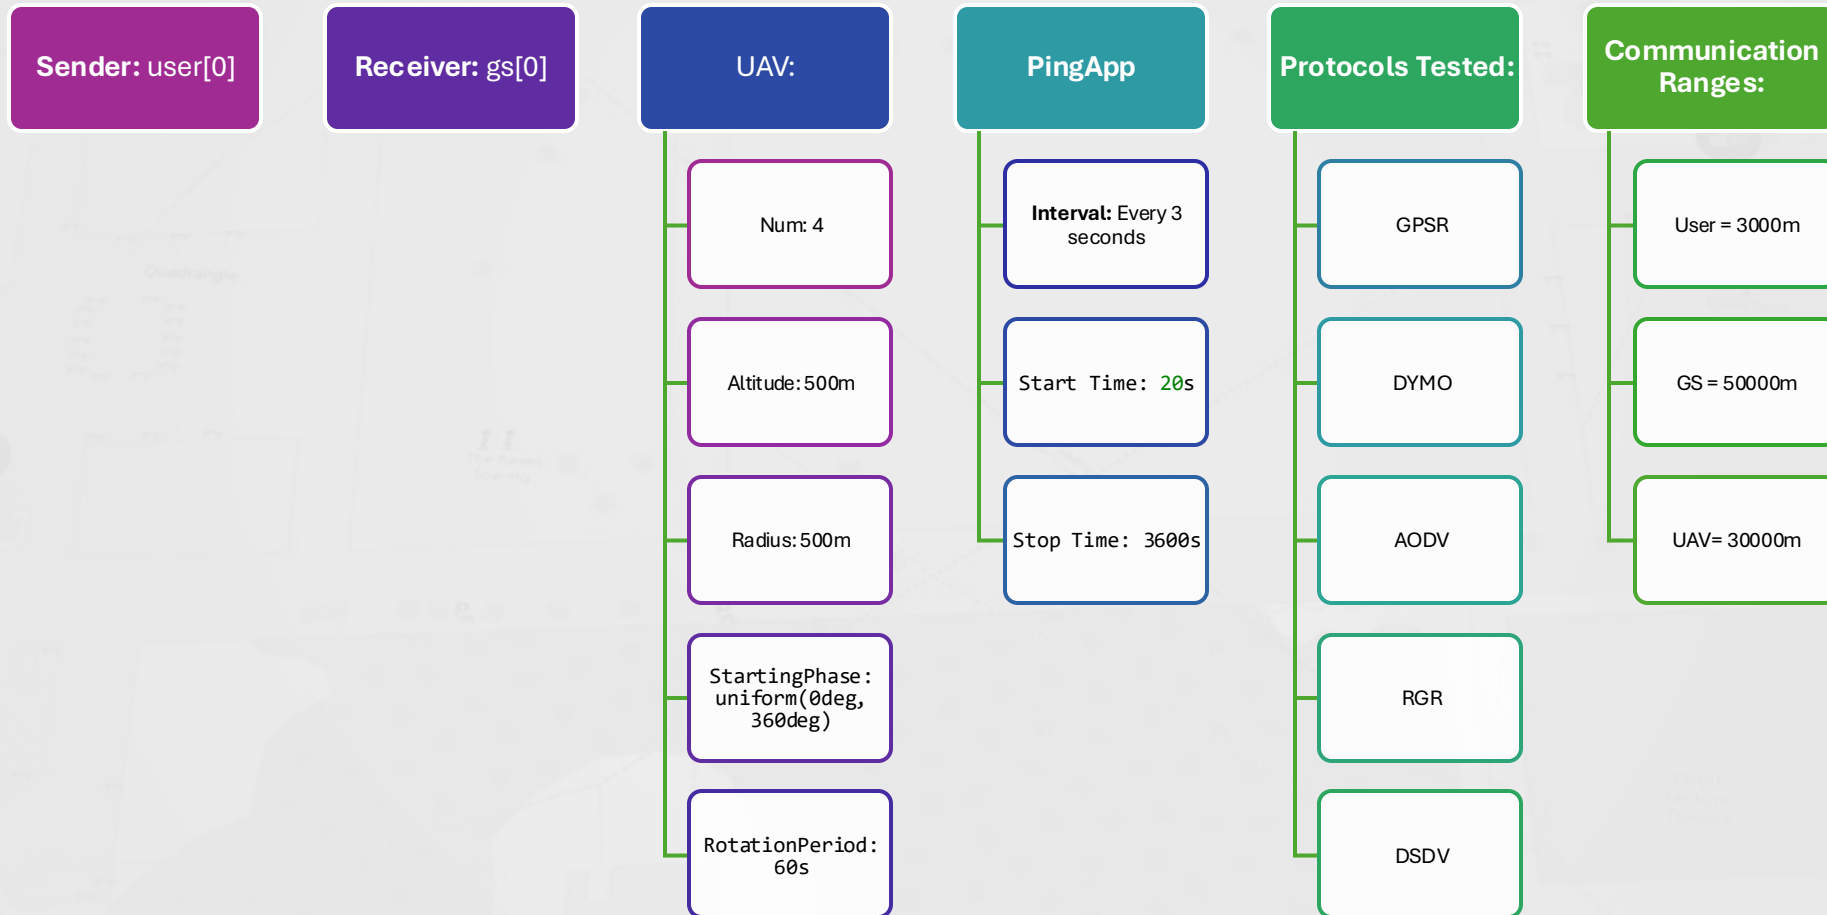 Sender: user[0]
Receiver: gs[0]
UAV:
Num: 4
Altitude: 500m
Radius: 500m
StartingPhase:
uniform(0deg,
360deg)
RotationPeriod:
60s
PingApp
Interval: Every 3
seconds
Start Time: 20s
Stop Time: 3600s
Protocols Tested:
GPSR
DYMO
AODV
RGR
DSDV
Communication
Ranges:
User = 3000m
GS = 50000m
UAV= 30000m
Quadrangle